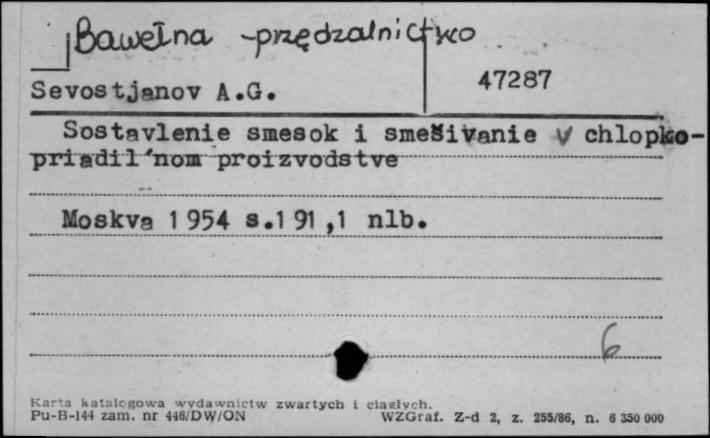 Bawełna - przędzalnictwo
47287
Sevostjanov A.G.
Sostavlenie smesok i smešivanie v chlopko-
priadil'nom proizvodstve
Moskva 1954 s.191,1 nlb.
6
Karta katalogowa wydawnictw zwartych i ciągłych.
Pu-B-144 zam. nr 446/DW/ON
WZGraf. Z-d 2, z. 255/86, n. 6 350 000